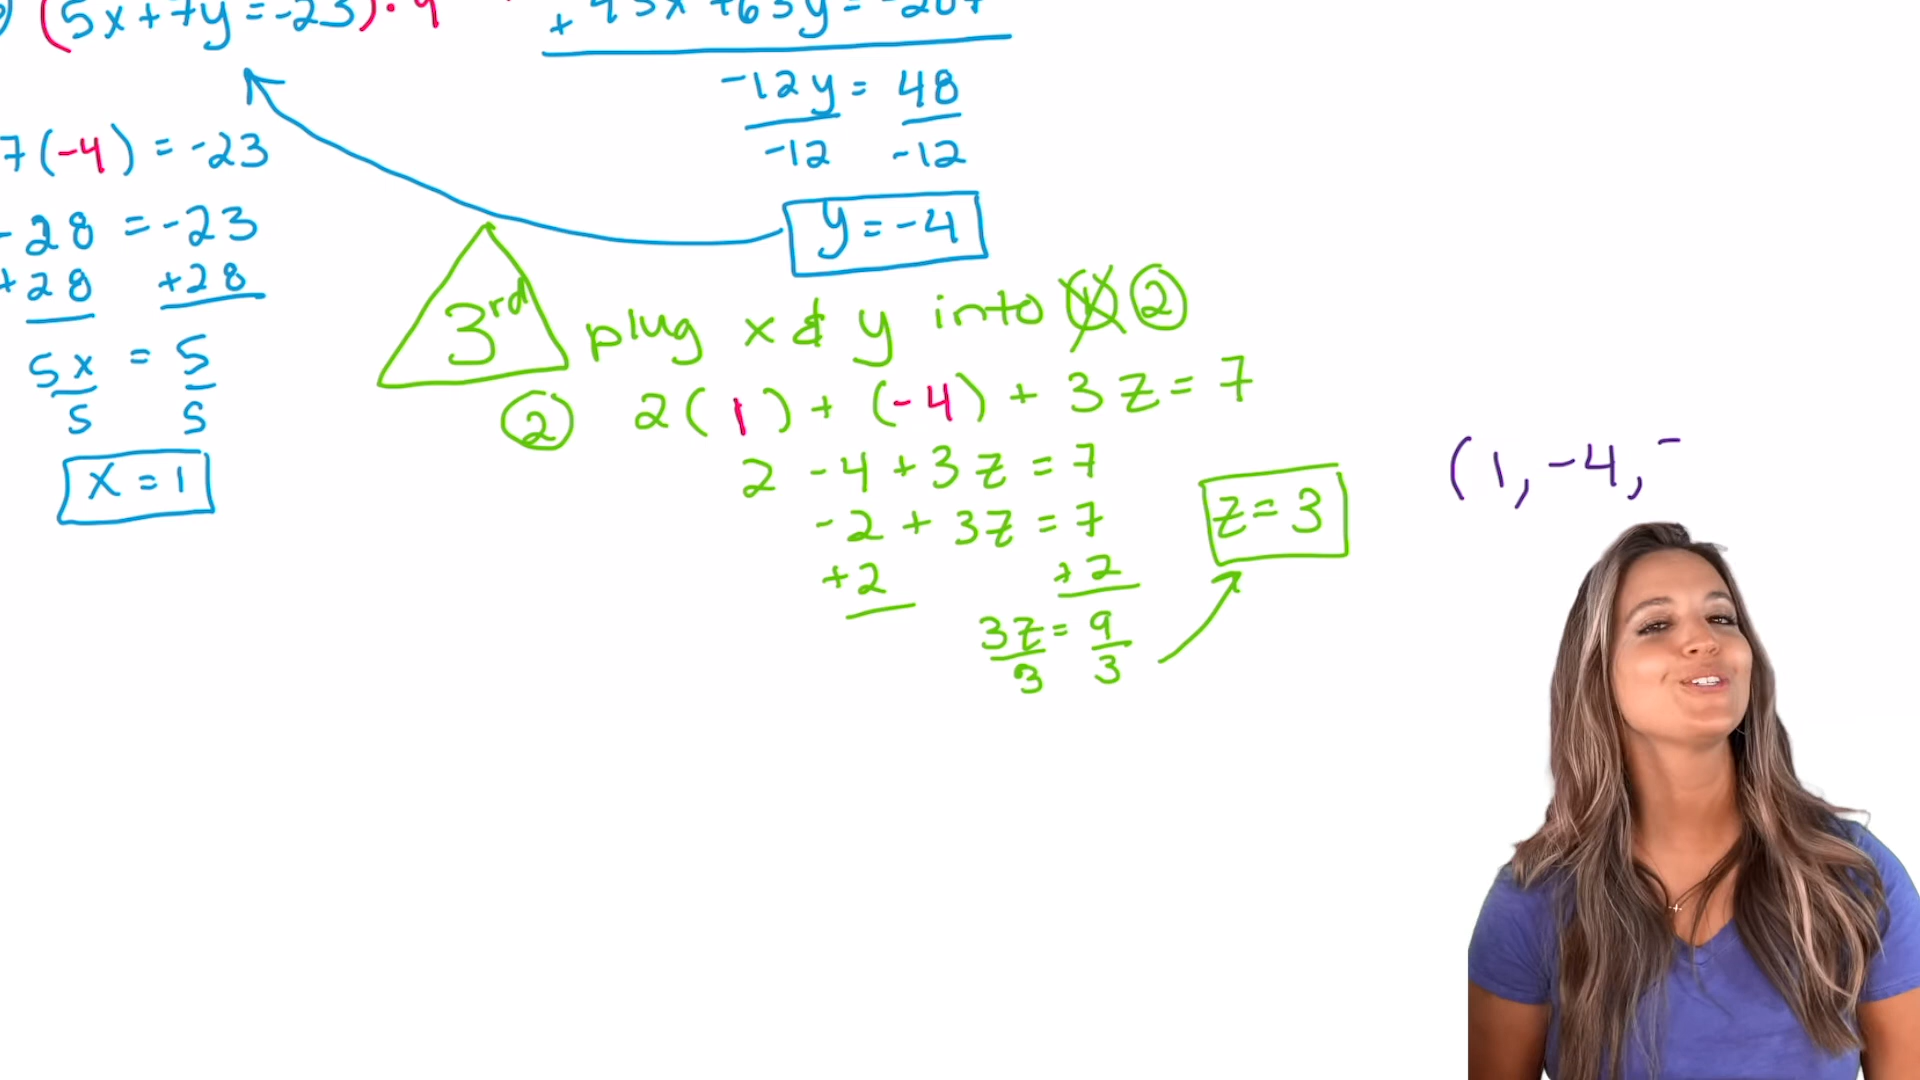 (5x+7y=-23)·9
+ 45x+63y=-207
-12y = 48
-12 -12
y=-4
7(-4) = -23
-28 = -23
+28 +28
5x = 5
5 5
x=1
3rd plug x & y into 1 2
2 2(1)+(-4)+3z=7
2-4+3z=7
-2+3z=7
+2 +2
3z=9
3 3
z=3
(1,-4,